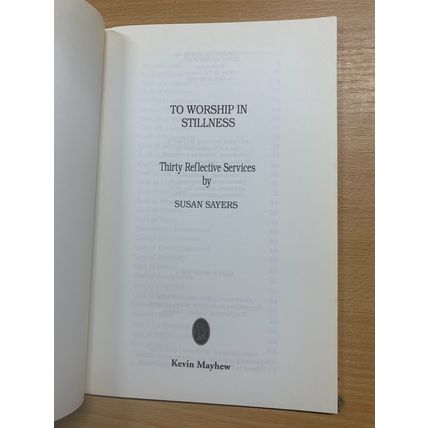 TO WORSHIP IN
STILLNESS
Thirty Reflective Services
by
SUSAN SAYERS
Kevin Mayhew